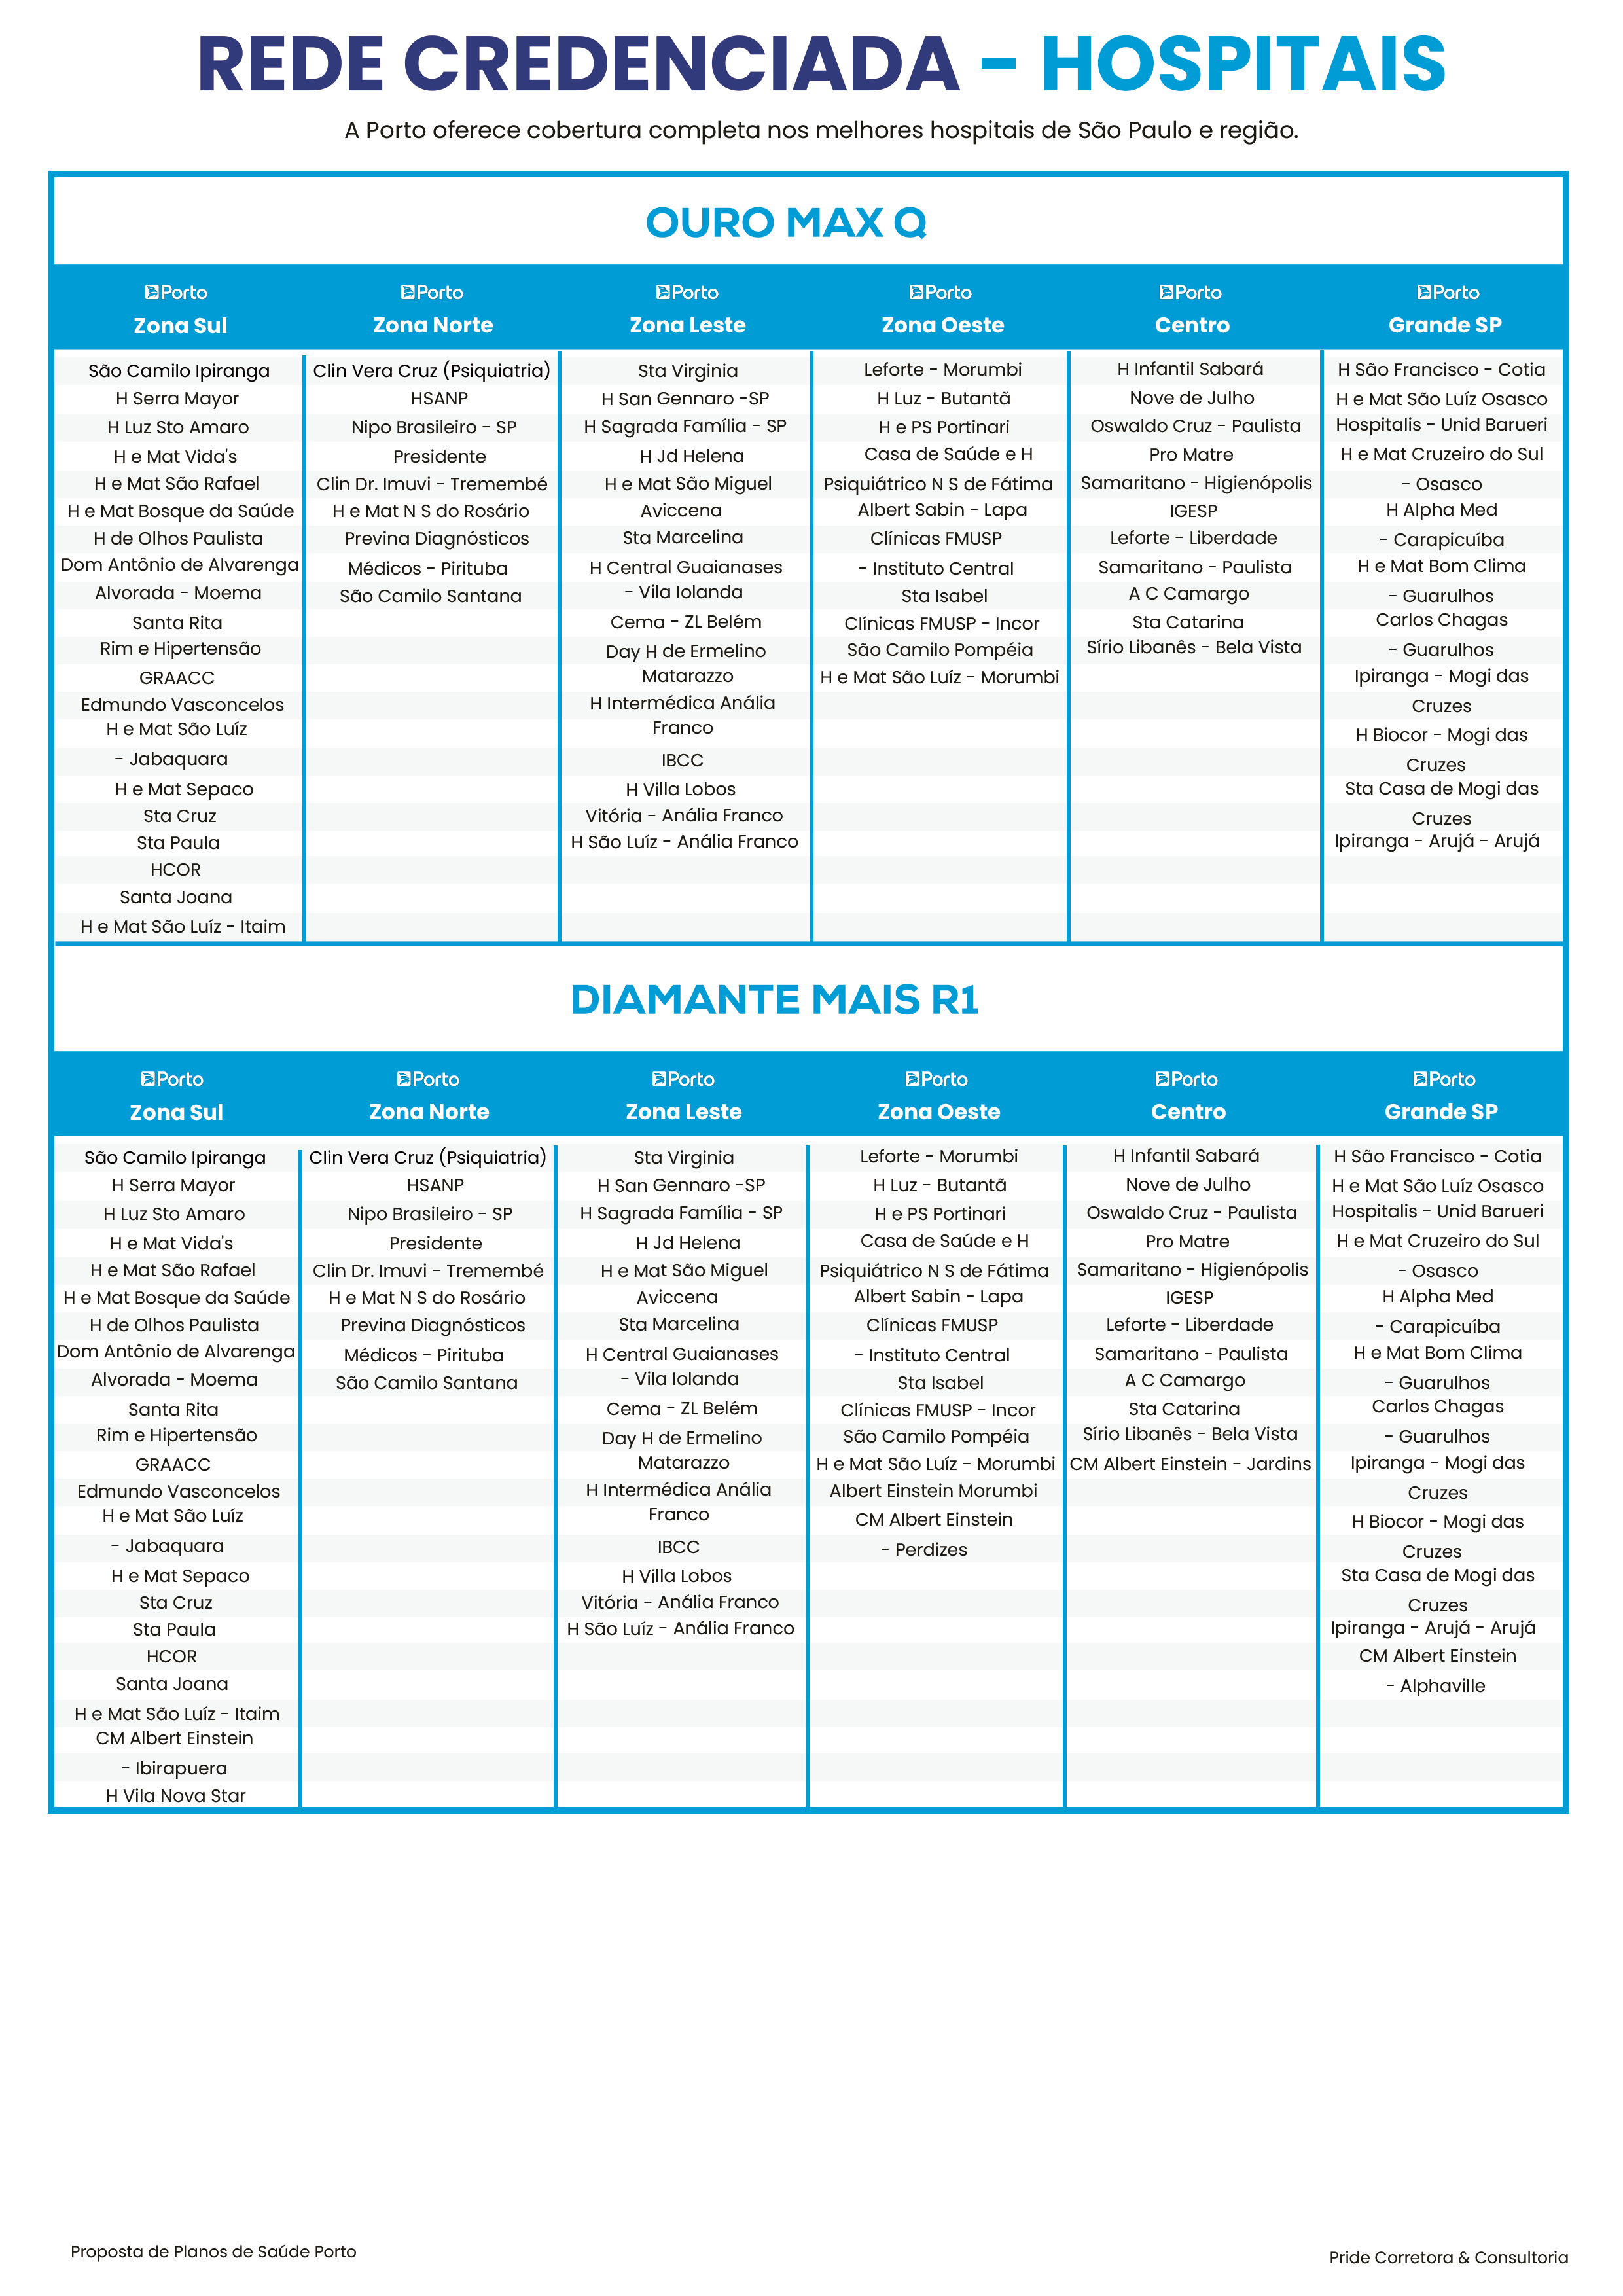 REDE CREDENCIADA - HOSPITAIS
A Porto oferece cobertura completa nos melhores hospitais de São Paulo e região.
OURO MAX Q
Porto
Zona Sul
São Camilo Ipiranga
H Serra Mayor
H Luz Sto Amaro
H e Mat Vida's
H e Mat São Rafael
H e Mat Bosque da Saúde
H de Olhos Paulista
Dom Antônio de Alvarenga
Alvorada - Moema
Santa Rita
Rim e Hipertensão
GRAACC
Edmundo Vasconcelos
H e Mat São Luíz
- Jabaquara
H e Mat Sepaco
Sta Cruz
Sta Paula
HCOR
Santa Joana
H e Mat São Luíz - Itaim
Porto
Zona Norte
Clin Vera Cruz (Psiquiatria)
HSANP
Nipo Brasileiro - SP
Presidente
Clin Dr. Imuvi - Tremembé
H e Mat N S do Rosário
Previna Diagnósticos
Médicos - Pirituba
São Camilo Santana
Porto
Zona Leste
Sta Virginia
H San Gennaro -SP
H Sagrada Família - SP
H Jd Helena
H e Mat São Miguel
Aviccena
Sta Marcelina
H Central Guaianases
- Vila Iolanda
Cema - ZL Belém
Day H de Ermelino
Matarazzo
H Intermédica Anália
Franco
IBCC
H Villa Lobos
Vitória - Anália Franco
H São Luíz - Anália Franco
Porto
Zona Oeste
Leforte - Morumbi
H Luz - Butantã
H e PS Portinari
Casa de Saúde e H
Psiquiátrico N S de Fátima
Albert Sabin - Lapa
Clínicas FMUSP
- Instituto Central
Sta Isabel
Clínicas FMUSP - Incor
São Camilo Pompéia
H e Mat São Luíz - Morumbi
Porto
Centro
H Infantil Sabará
Nove de Julho
Oswaldo Cruz - Paulista
Pro Matre
Samaritano - Higienópolis
IGESP
Leforte - Liberdade
Samaritano - Paulista
A C Camargo
Sta Catarina
Sírio Libanês - Bela Vista
Porto
Grande SP
H São Francisco - Cotia
H e Mat São Luíz Osasco
Hospitalis - Unid Barueri
H e Mat Cruzeiro do Sul
- Osasco
H Alpha Med
- Carapicuíba
H e Mat Bom Clima
- Guarulhos
Carlos Chagas
- Guarulhos
Ipiranga - Mogi das
Cruzes
H Biocor - Mogi das
Cruzes
Sta Casa de Mogi das
Cruzes
Ipiranga - Arujá - Arujá
DIAMANTE MAIS R1
Porto
Zona Sul
São Camilo Ipiranga
H Serra Mayor
H Luz Sto Amaro
H e Mat Vida's
H e Mat São Rafael
H e Mat Bosque da Saúde
H de Olhos Paulista
Dom Antônio de Alvarenga
Alvorada - Moema
Santa Rita
Rim e Hipertensão
GRAACC
Edmundo Vasconcelos
H e Mat São Luíz
- Jabaquara
H e Mat Sepaco
Sta Cruz
Sta Paula
HCOR
Santa Joana
H e Mat São Luíz - Itaim
CM Albert Einstein
- Ibirapuera
H Vila Nova Star
Porto
Zona Norte
Clin Vera Cruz (Psiquiatria)
HSANP
Nipo Brasileiro - SP
Presidente
Clin Dr. Imuvi - Tremembé
H e Mat N S do Rosário
Previna Diagnósticos
Médicos - Pirituba
São Camilo Santana
Porto
Zona Leste
Sta Virginia
H San Gennaro -SP
H Sagrada Família - SP
H Jd Helena
H e Mat São Miguel
Aviccena
Sta Marcelina
H Central Guaianases
- Vila Iolanda
Cema - ZL Belém
Day H de Ermelino
Matarazzo
H Intermédica Anália
Franco
IBCC
H Villa Lobos
Vitória - Anália Franco
H São Luíz - Anália Franco
Porto
Zona Oeste
Leforte - Morumbi
H Luz - Butantã
H e PS Portinari
Casa de Saúde e H
Psiquiátrico N S de Fátima
Albert Sabin - Lapa
Clínicas FMUSP
- Instituto Central
Sta Isabel
Clínicas FMUSP - Incor
São Camilo Pompéia
H e Mat São Luíz - Morumbi
Albert Einstein Morumbi
CM Albert Einstein
- Perdizes
Porto
Centro
H Infantil Sabará
Nove de Julho
Oswaldo Cruz - Paulista
Pro Matre
Samaritano - Higienópolis
IGESP
Leforte - Liberdade
Samaritano - Paulista
A C Camargo
Sta Catarina
Sírio Libanês - Bela Vista
CM Albert Einstein - Jardins
Porto
Grande SP
H São Francisco - Cotia
H e Mat São Luíz Osasco
Hospitalis - Unid Barueri
H e Mat Cruzeiro do Sul
- Osasco
H Alpha Med
- Carapicuíba
H e Mat Bom Clima
- Guarulhos
Carlos Chagas
- Guarulhos
Ipiranga - Mogi das
Cruzes
H Biocor - Mogi das
Cruzes
Sta Casa de Mogi das
Cruzes
Ipiranga - Arujá - Arujá
CM Albert Einstein
- Alphaville
Proposta de Planos de Saúde Porto
Pride Corretora & Consultoria